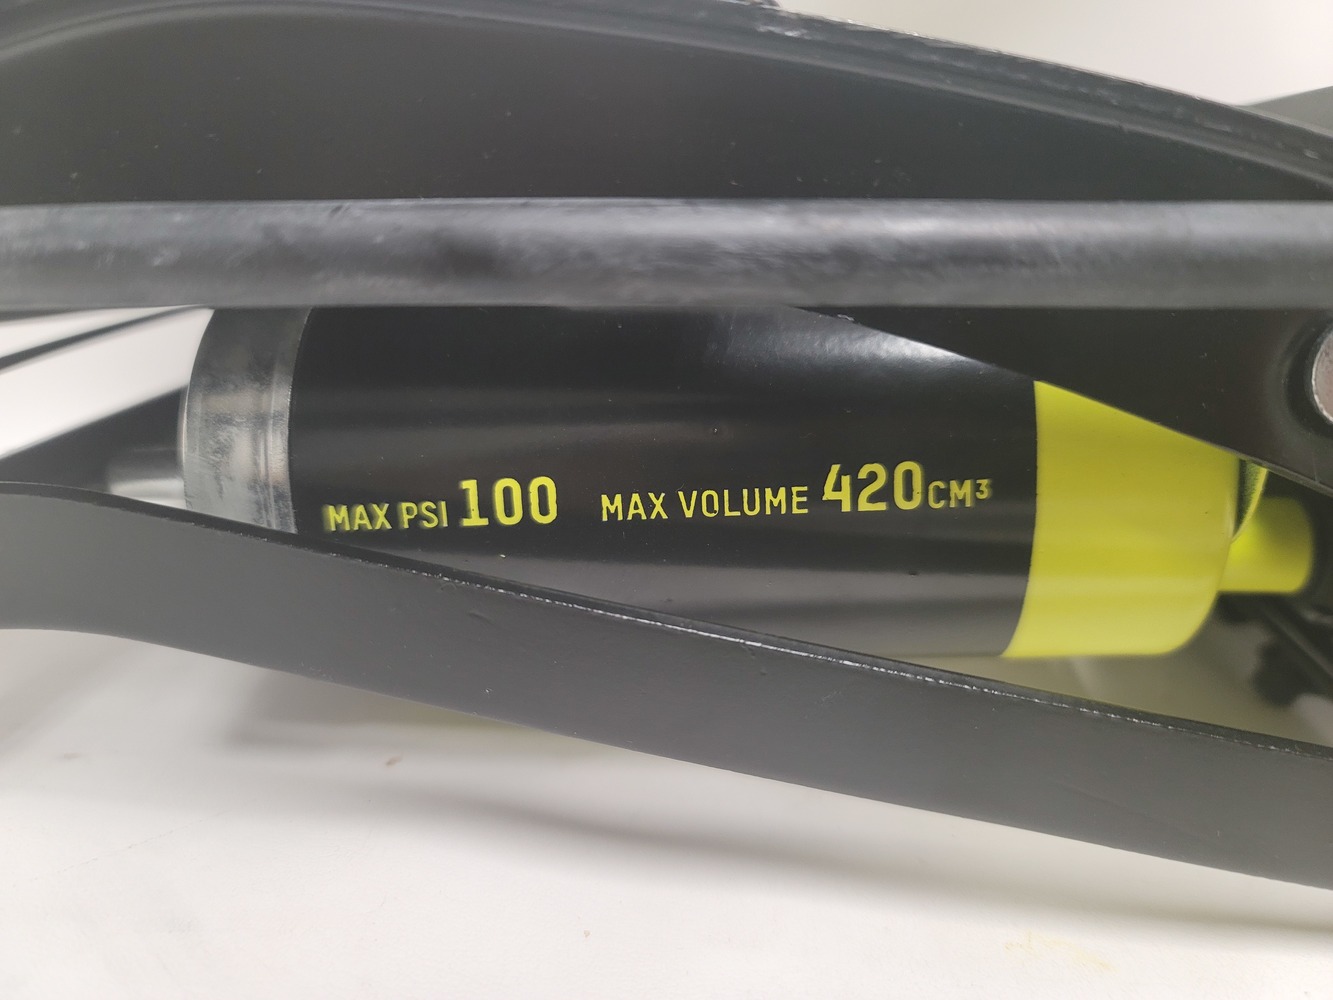 MAX PSI 100 MAX VOLUME 420CM³